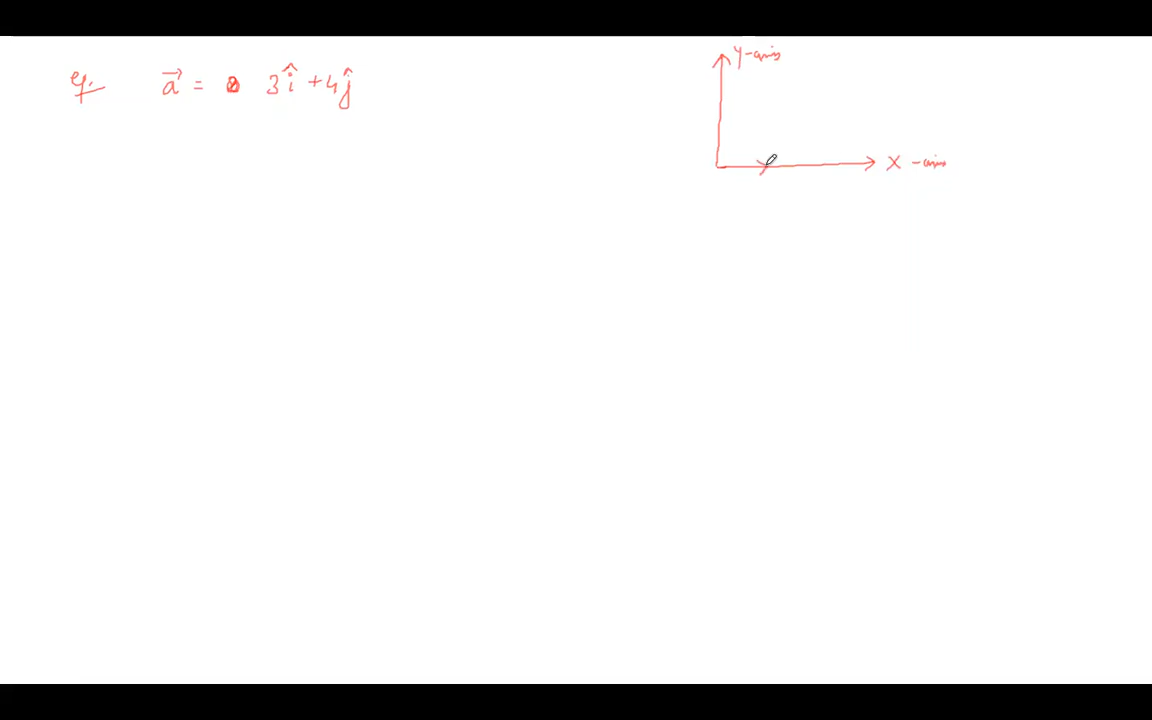 eg. a⃗ = 3î + 4ĵ
Y-axis
X-axis